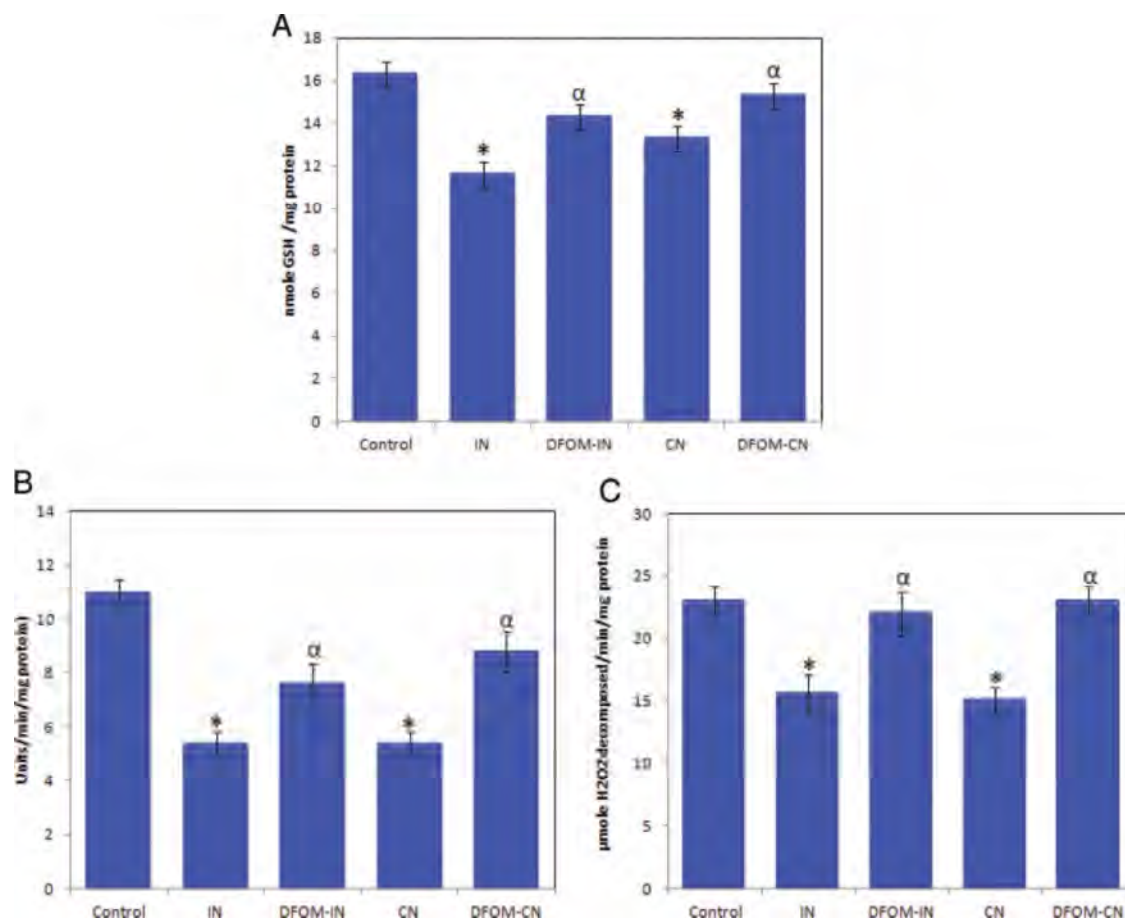 A
18
16
14
12
10
8
6
4
2
0
nmole GSH /mg protein
*
α
*
α
Control IN DFOM-IN CN DFOM-CN
B
14
12
10
8
6
4
2
0
Units/min/mg protein)
*
α
*
α
Control IN DFOM-IN CN DFOM-CN
C
30
25
20
15
10
5
0
µmole H2O2 decomposed/min/mg protein
*
α
*
α
Control IN DFOM-IN CN DFOM-CN